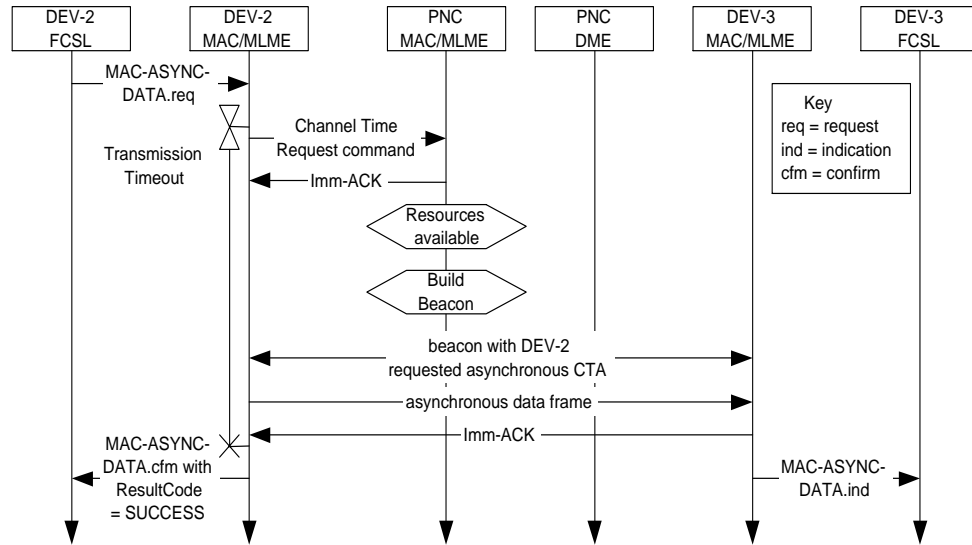 DEV-2
FCSL
DEV-2
MAC/MLME
PNC
MAC/MLME
PNC
DME
DEV-3
MAC/MLME
DEV-3
FCSL
MAC-ASYNC-
DATA.req
Key
req = request
ind = indication
cfm = confirm
Channel Time
Request command
Transmission
Timeout
Imm-ACK
Resources
available
Build
Beacon
beacon with DEV-2
requested asynchronous CTA
asynchronous data frame
Imm-ACK
MAC-ASYNC-
DATA.cfm with
ResultCode
= SUCCESS
MAC-ASYNC-
DATA.ind